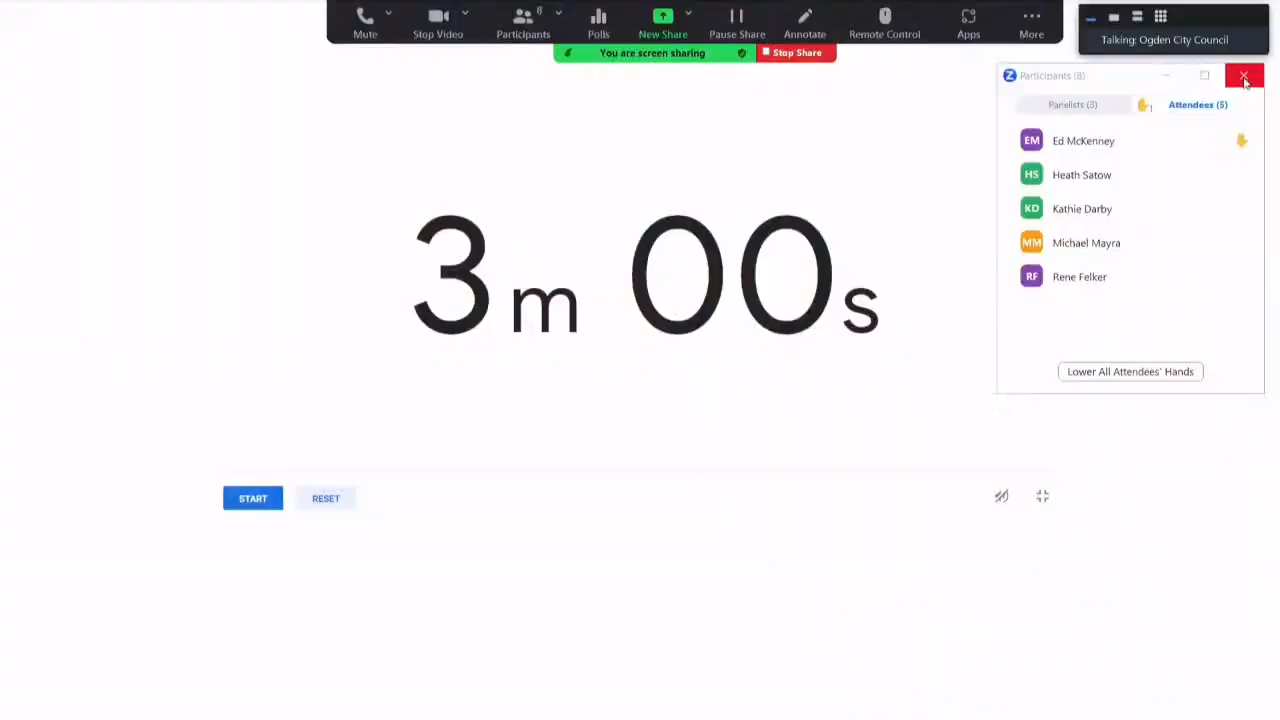 Mute
Stop Video
8
Participants
Polls
New Share
Pause Share
Annotate
Remote Control
Apps
More
You are screen sharing
Stop Share
Talking: Ogden City Council
Z
Participants (8)
Panelists (3)
1
Attendees (5)
EM Ed McKenney
HS Heath Satow
KD Kathie Darby
MM Michael Mayra
RF Rene Felker
Lower All Attendees' Hands
3m 00s
START
RESET